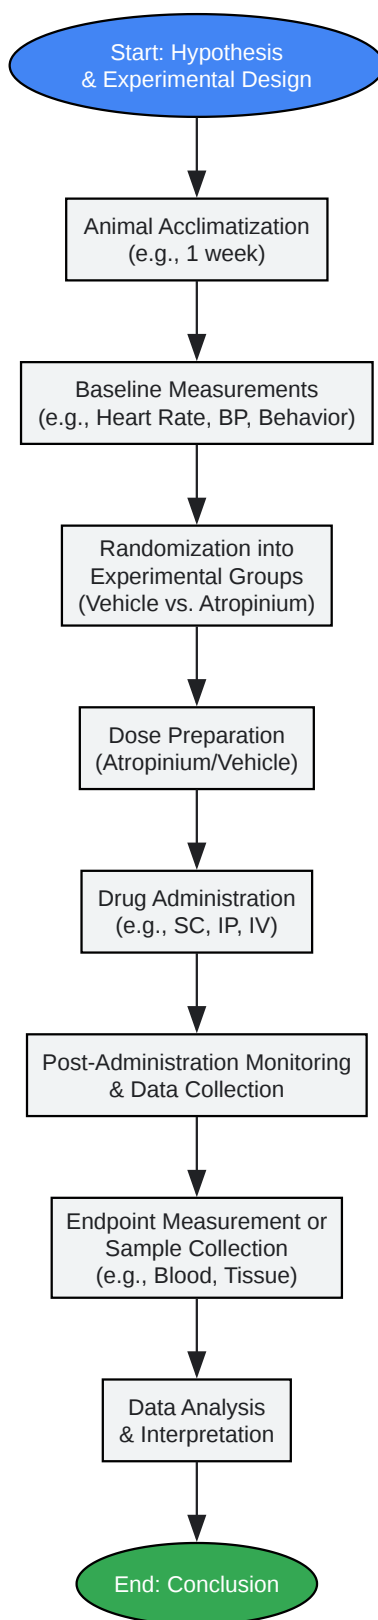 Start: Hypothesis
& Experimental Design
Animal Acclimatization
(e.g., 1 week)
Baseline Measurements
(e.g., Heart Rate, BP, Behavior)
Randomization into
Experimental Groups
(Vehicle vs. Atropinium)
Dose Preparation
(Atropinium/Vehicle)
Drug Administration
(e.g., SC, IP, IV)
Post-Administration Monitoring
& Data Collection
Endpoint Measurement or
Sample Collection
(e.g., Blood, Tissue)
Data Analysis
& Interpretation
End: Conclusion